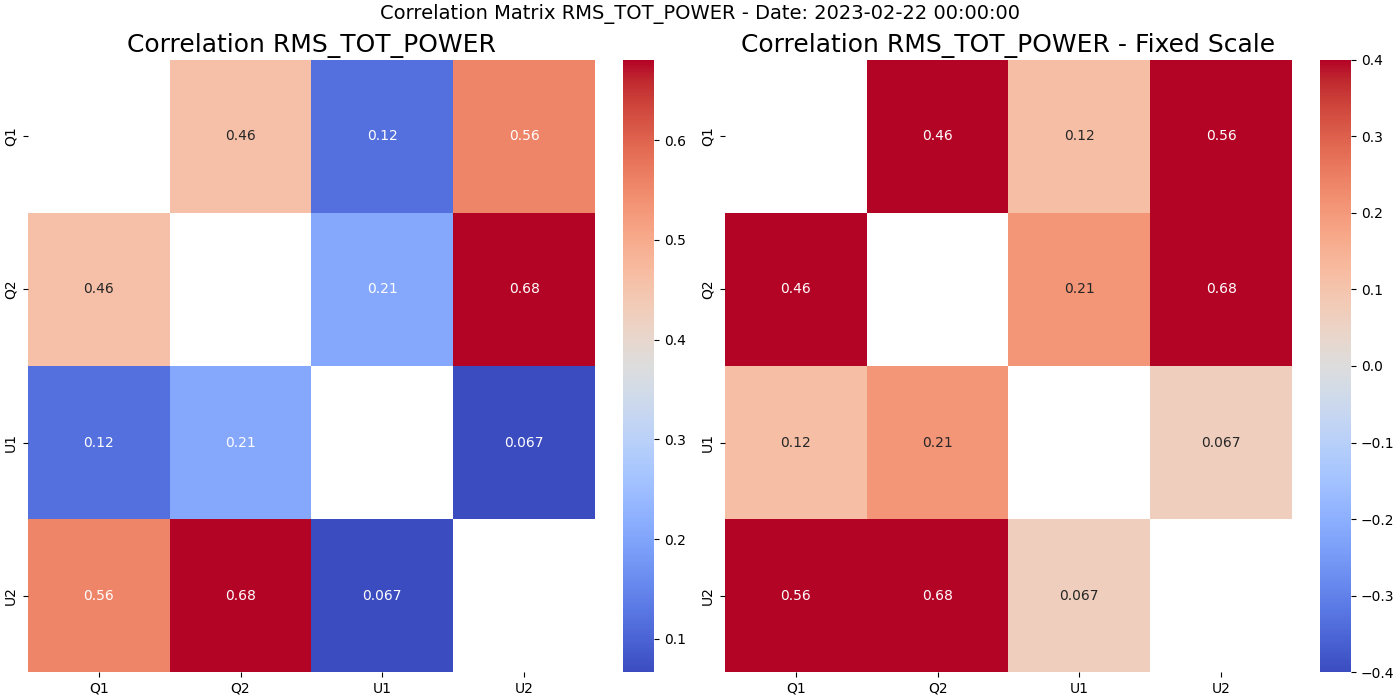 Correlation Matrix RMS_TOT_POWER - Date: 2023-02-22 00:00:00
Correlation RMS_TOT_POWER
Q1
0.46
0.12
0.56
Q2
0.46
0.21
0.68
U1
0.12
0.21
0.067
U2
0.56
0.68
0.067
Q1
Q2
U1
U2
0.6
0.5
0.4
0.3
0.2
0.1
Correlation RMS_TOT_POWER - Fixed Scale
Q1
0.46
0.12
0.56
Q2
0.46
0.21
0.68
U1
0.12
0.21
0.067
U2
0.56
0.68
0.067
Q1
Q2
U1
U2
0.4
0.3
0.2
0.1
0.0
−0.1
−0.2
−0.3
−0.4